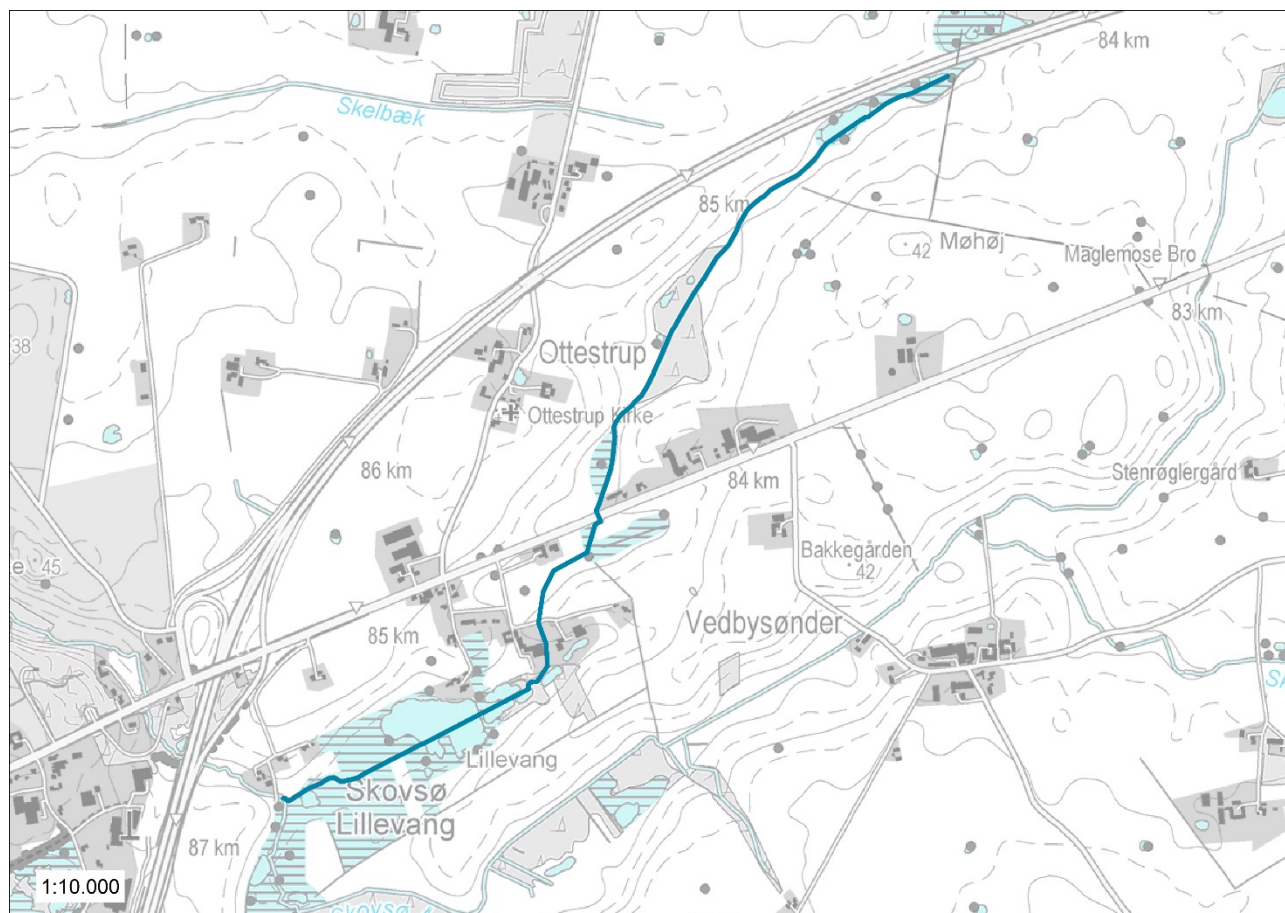 84 km
Skelbæk
85 km
Møhøj
42
Maglemose Bro
83 km
38
Ottestrup
Ottestrup Kirke
86 km
84 km
Stenrøglergård
e 45
Bakkegården
42
85 km
Vedbysønder
Lillevang
Skovsø
Lillevang
87 km
1:10.000